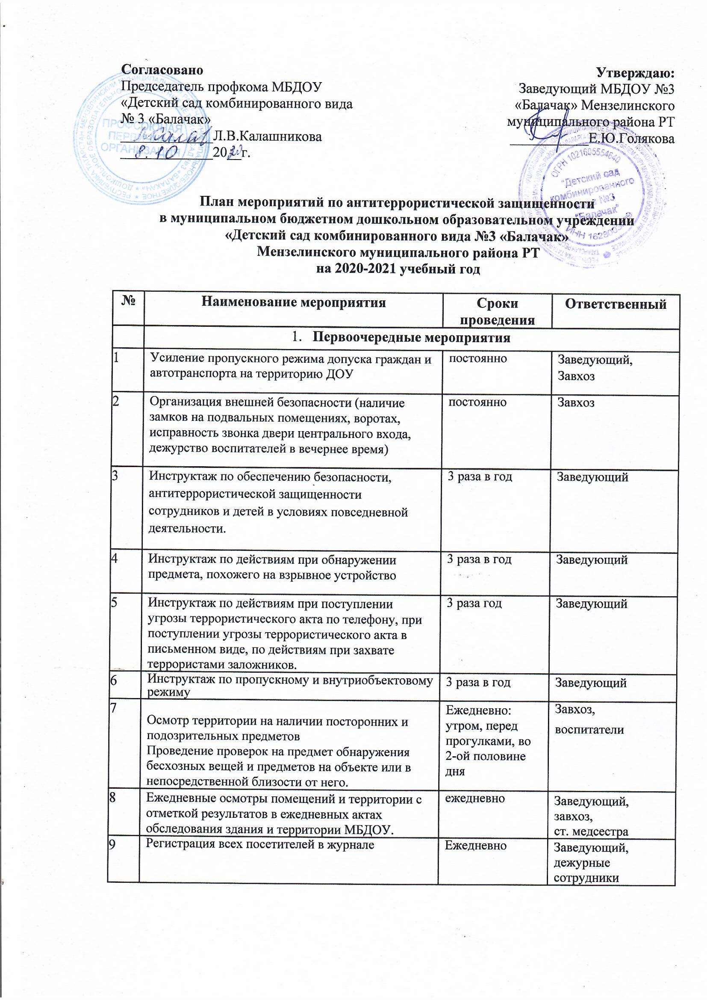 Согласовано
Председатель профкома МБДОУ
«Детский сад комбинированного вида
№ 3 «Балачак»
Л.В.Калашникова
8.10 2020г.
ПРОФСОЮЗНАЯ
ПЕРВИЧНАЯ
ОРГАНИЗАЦИЯ
Утверждаю:
Заведующий МБДОУ №3
«Балачак» Мензелинского
муниципального района РТ
Е.Ю.Голякова
ОГРН 1021605554640
"Детский сад
комбинированного
№3
"Балачак"
План мероприятий по антитеррористической защищенности
в муниципальном бюджетном дошкольном образовательном учреждении
«Детский сад комбинированного вида №3 «Балачак»
Мензелинского муниципального района РТ
на 2020-2021 учебный год
№ Наименование мероприятия Сроки Ответственный
проведения
1. Первоочередные мероприятия
1 Усиление пропускного режима допуска граждан и постоянно Заведующий,
автотранспорта на территорию ДОУ Завхоз
2 Организация внешней безопасности (наличие постоянно Завхоз
замков на подвальных помещениях, воротах,
исправность звонка двери центрального входа,
дежурство воспитателей в вечернее время)
3 Инструктаж по обеспечению безопасности, 3 раза в год Заведующий
антитеррористической защищенности
сотрудников и детей в условиях повседневной
деятельности.
4 Инструктаж по действиям при обнаружении 3 раза в год Заведующий
предмета, похожего на взрывное устройство
5 Инструктаж по действиям при поступлении 3 раза год Заведующий
угрозы террористического акта по телефону, при
поступлении угрозы террористического акта в
письменном виде, по действиям при захвате
террористами заложников.
6 Инструктаж по пропускному и внутриобъектовому 3 раза в год Заведующий
режиму
7 Ежедневно: Завхоз,
Осмотр территории на наличии посторонних и утром, перед воспитатели
подозрительных предметов прогулками, во
Проведение проверок на предмет обнаружения 2-ой половине
бесхозных вещей и предметов на объекте или в дня
непосредственной близости от него.
8 Ежедневные осмотры помещений и территории с ежедневно Заведующий,
отметкой результатов в ежедневных актах завхоз,
обследования здания и территории МБДОУ. ст. медсестра
9 Регистрация всех посетителей в журнале Ежедневно Заведующий,
дежурные
сотрудники